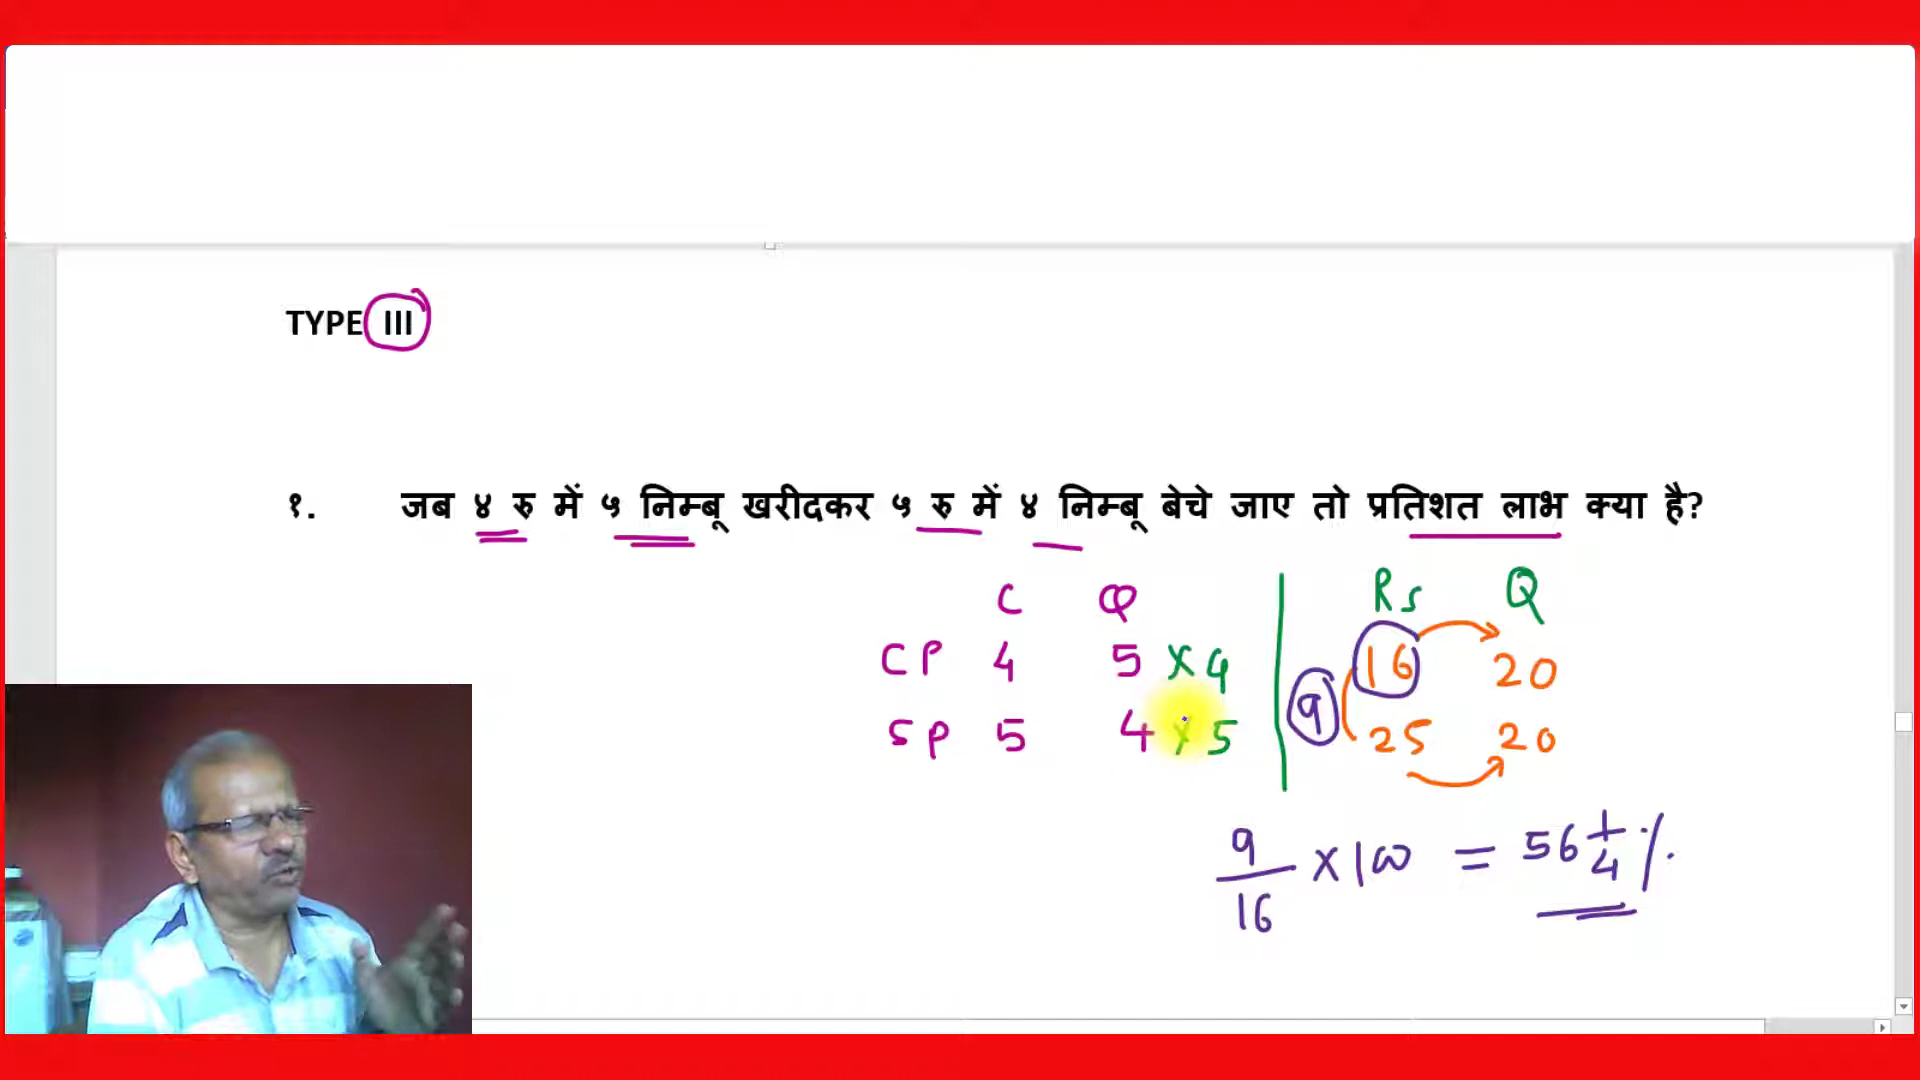 TYPE III
१. जब ४ रु में ५ निम्बू खरीदकर ५ रु में ४ निम्बू बेचे जाए तो प्रतिशत लाभ क्या है?
C Q Rs Q
CP 4 5 x 4 16 20
9
SP 5 4 x 5 25 20
9/16 x 100 = 56 1/4 %